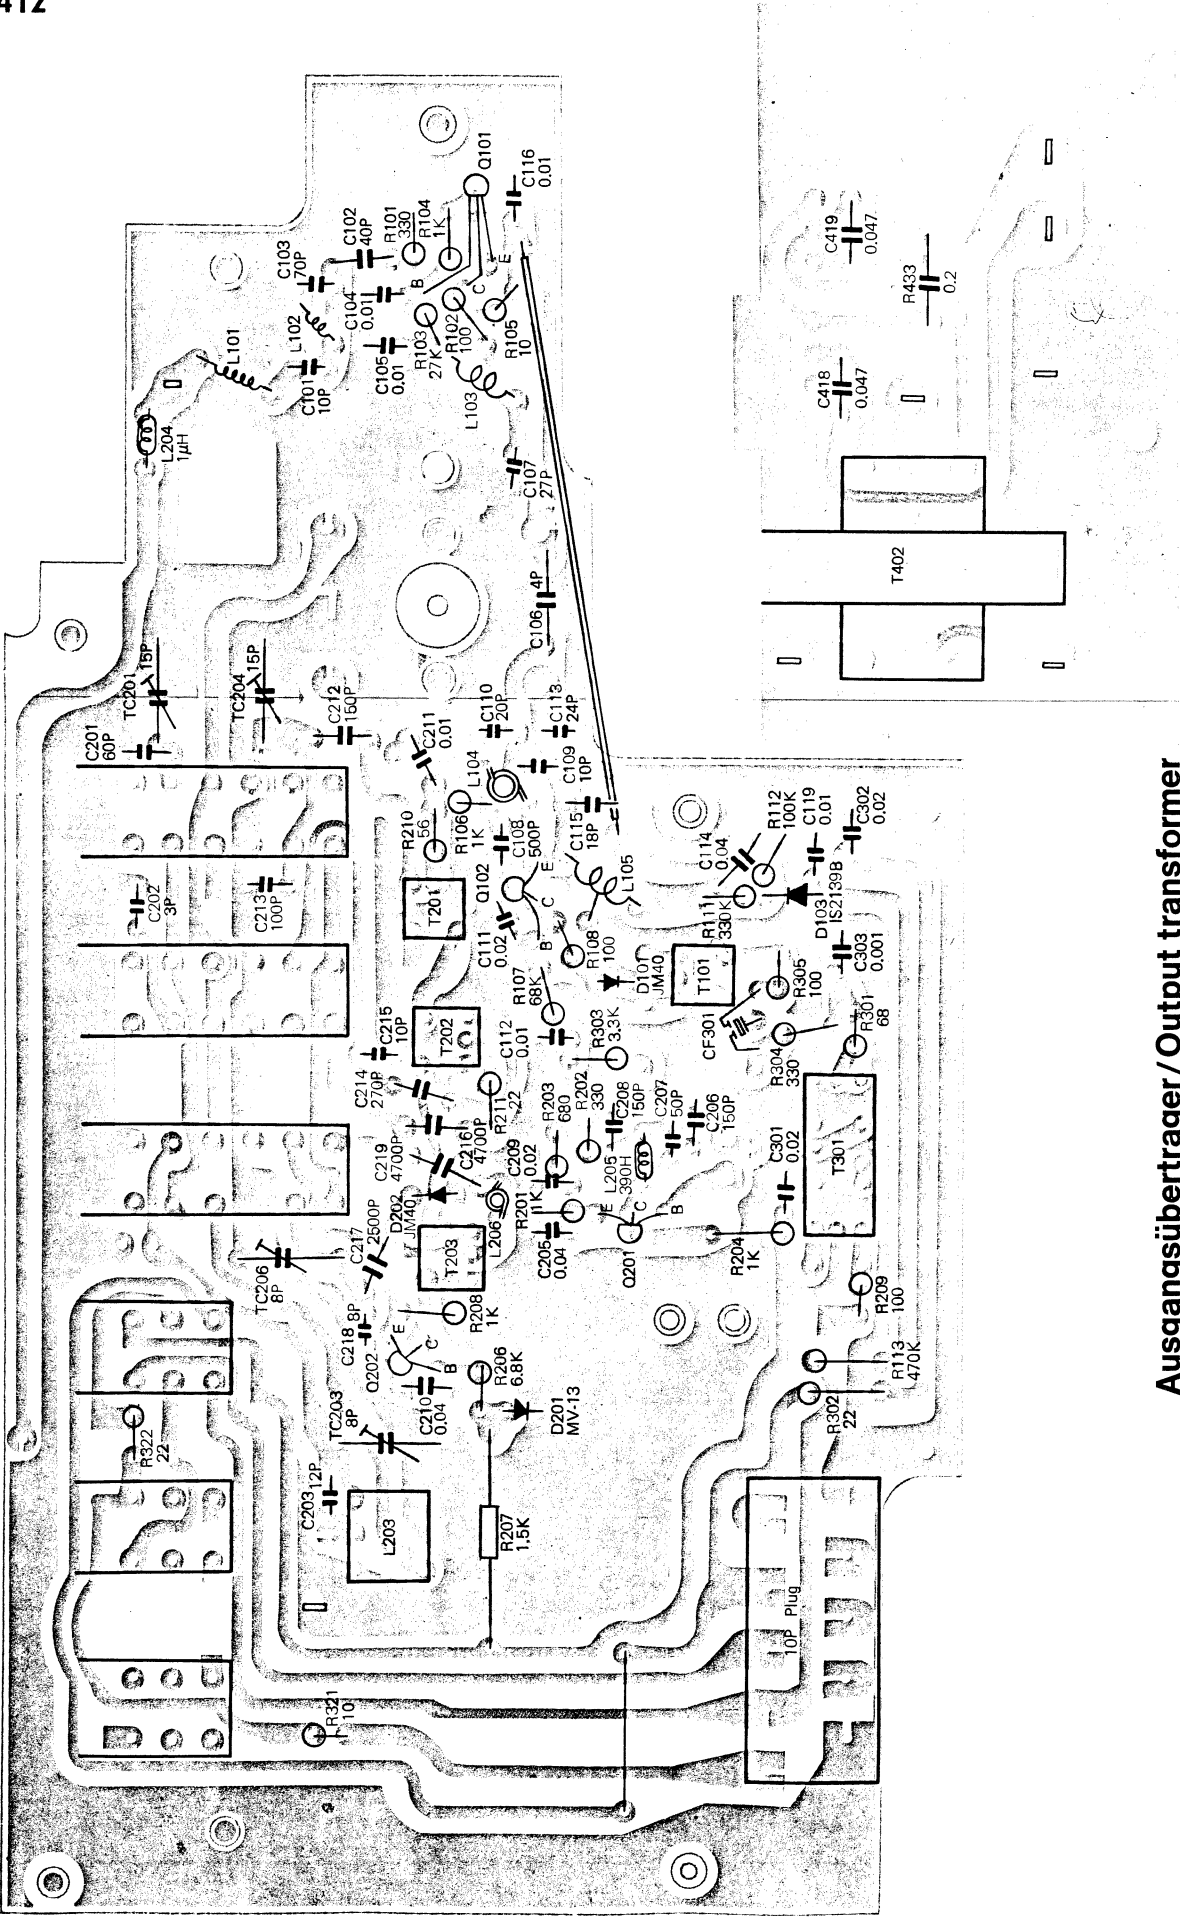 412
Q101
C116
0.01
C102
40P
R101
330
R104
1K
C103
70P
B
C
E
C104
0.01
L102
L101
C101
10P
C105
0.01
R103
27K
R102
100
R105
10
L103
L204
1μH
C107
27P
C106
4P
C419
0.047
R433
0.2
C418
0.047
T402
TC201
15P
TC204
15P
C201
60P
C212
150P
C211
0.01
C110
20P
C113
24P
L104
C109
10P
R210
56
R106
1K
C108
500P
C115
18P
Q102
E
C
B
L105
C114
0.04
R112
100K
C119
0.01
C302
0.02
C202
3P
C213
100P
T201
C111
0.02
R108
100
R111
330K
D103
IS2139B
D101
JM40
T101
C303
0.001
R107
68K
C215
10P
T202
C112
0.01
R303
3.3K
CF301
R305
100
R301
68
R304
330
C214
270P
R211
22
R203
680
R202
330
C208
150P
C207
50P
C206
150P
C219
4700P
C216
4700P
C209
0.02
L205
390H
C301
0.02
T301
C217
2500P
D202
JM40
T203
L206
R201
1K
C205
0.04
E
C
B
Q201
R204
1K
TC206
8P
C218
8P
Q202
E
C
B
R208
1K
R209
100
R206
6.8K
R113
470K
R302
22
TC203
8P
C210
0.04
D201
MV-13
R322
22
C203
12P
L203
R207
1.5K
10P Plug
R321
10
Ausgangsübertrager / Output transformer